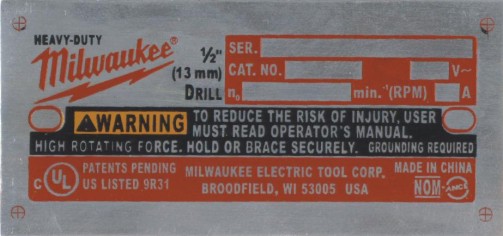 HEAVY-DUTY
Milwaukee®
1/2"
(13 mm)
DRILL
SER.
CAT. NO. V~
n₀ min.⁻¹ (RPM) A
⚠WARNING TO REDUCE THE RISK OF INJURY, USER
MUST READ OPERATOR'S MANUAL.
HIGH ROTATING FORCE. HOLD OR BRACE SECURELY. GROUNDING REQUIRED
C UL ® PATENTS PENDING
US LISTED 9R31
MILWAUKEE ELECTRIC TOOL CORP.
BROODFIELD, WI 53005 USA
MADE IN CHINA
NOM-ANCE